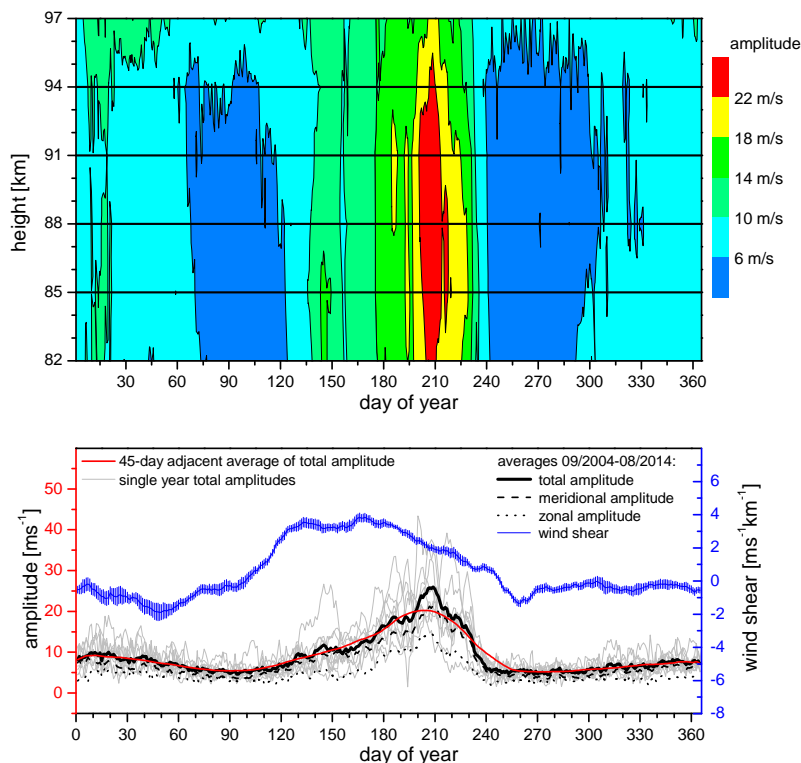 97
94
91
88
85
82
height [km]
30 60 90 120 150 180 210 240 270 300 330 360
day of year
amplitude
22 m/s
18 m/s
14 m/s
10 m/s
6 m/s
45-day adjacent average of total amplitude
single year total amplitudes
averages 09/2004-08/2014:
total amplitude
meridional amplitude
zonal amplitude
wind shear
50
40
30
20
10
0
amplitude [ms⁻¹]
6
4
2
0
-2
-4
-6
-8
wind shear [ms⁻¹km⁻¹]
0 30 60 90 120 150 180 210 240 270 300 330 360
day of year